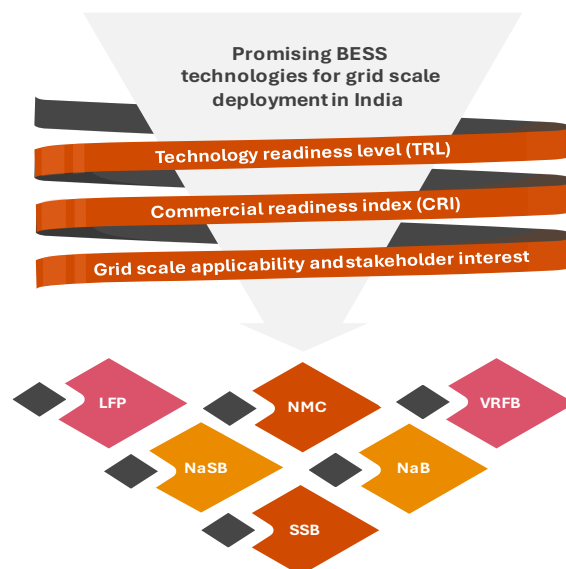 Promising BESS
technologies for grid scale
deployment in India
Technology readiness level (TRL)
Commercial readiness index (CRI)
Grid scale applicability and stakeholder interest
LFP
NMC
VRFB
NaSB
NaB
SSB